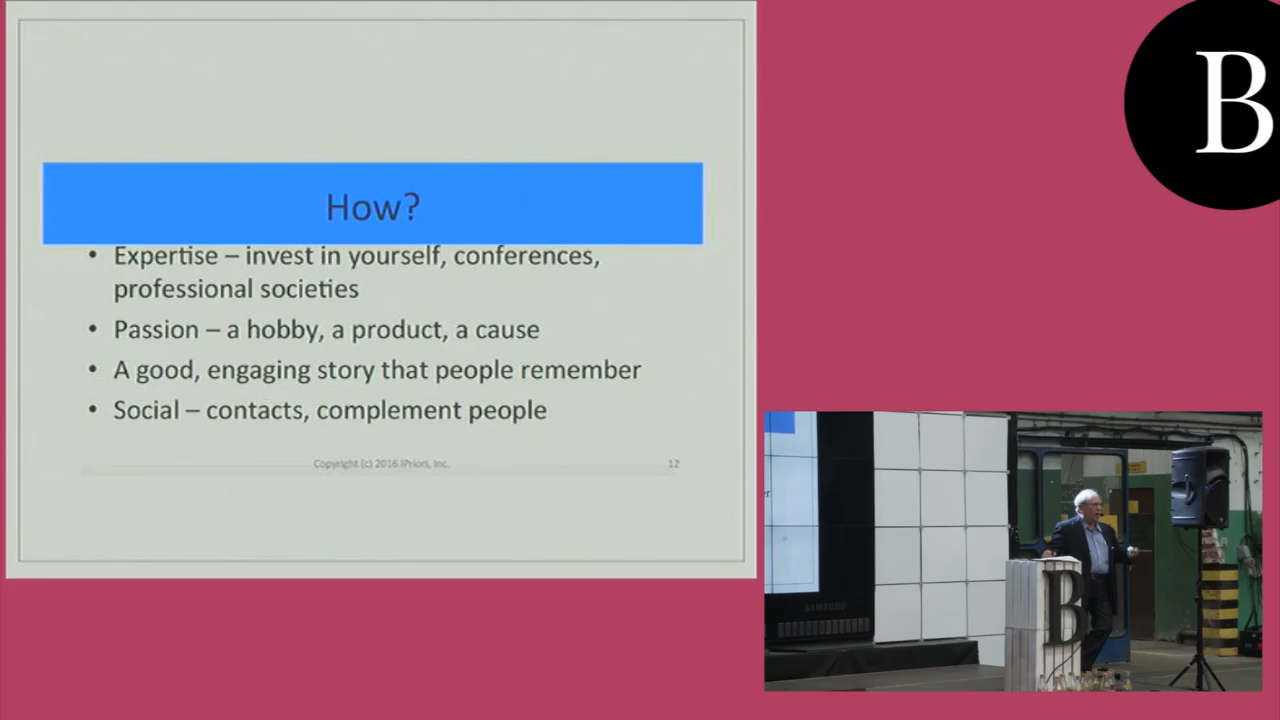 B
How?
• Expertise – invest in yourself, conferences,
professional societies
• Passion – a hobby, a product, a cause
• A good, engaging story that people remember
• Social – contacts, complement people
Copyright (c) 2016 IPriori, Inc.
12
SAMSUNG
B